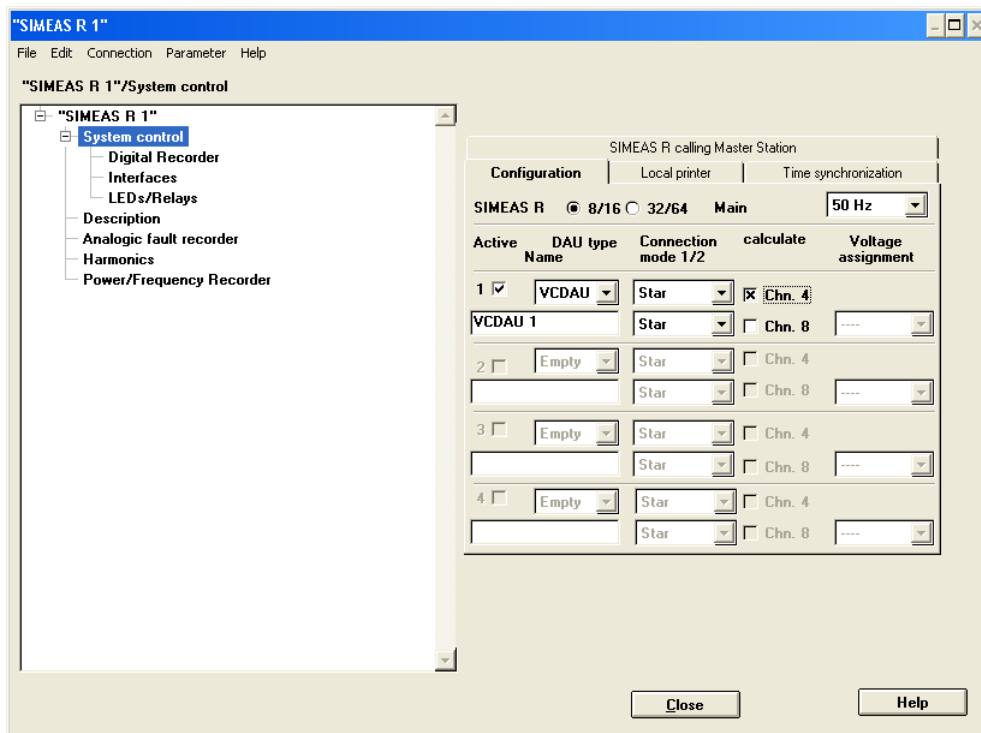 "SIMEAS R 1"
File Edit Connection Parameter Help
"SIMEAS R 1"/System control
"SIMEAS R 1"
System control
Digital Recorder
Interfaces
LEDs/Relays
Description
Analogic fault recorder
Harmonics
Power/Frequency Recorder
SIMEAS R calling Master Station
Configuration Local printer Time synchronization
SIMEAS R 8/16 32/64 Main 50 Hz
Active DAU type Connection calculate Voltage
Name mode 1/2 assignment
1 VCDAU Star Chn. 4
VCDAU 1 Star Chn. 8 ----
2 Empty Star Chn. 4
Star Chn. 8 ----
3 Empty Star Chn. 4
Star Chn. 8 ----
4 Empty Star Chn. 4
Star Chn. 8 ----
Close Help